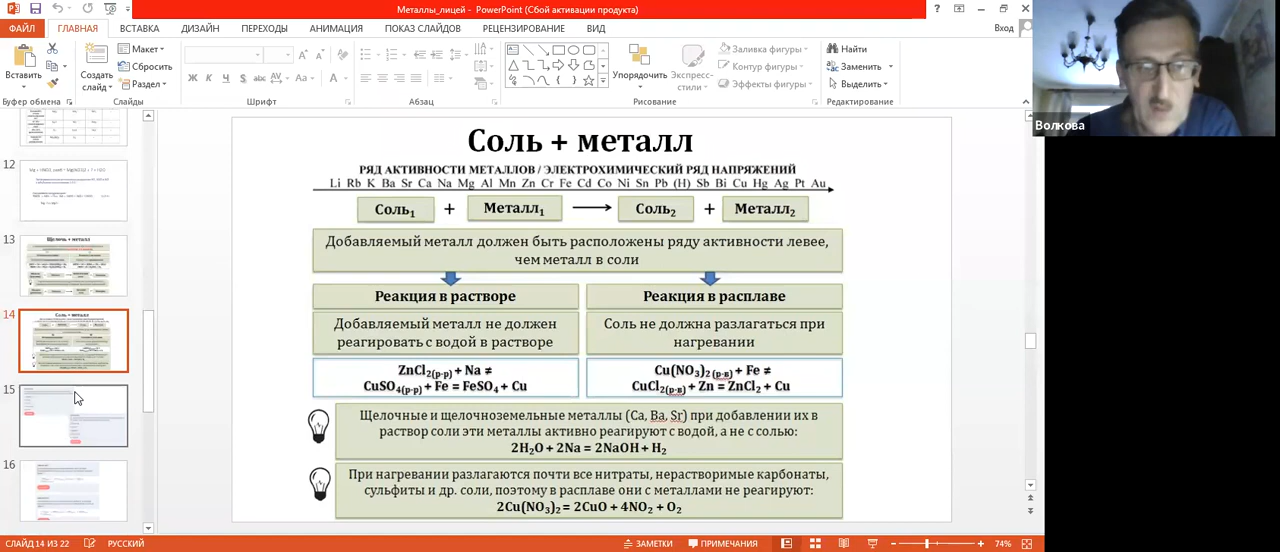 Металлы_лицей - PowerPoint (Сбой активации продукта)
ФАЙЛ ГЛАВНАЯ ВСТАВКА ДИЗАЙН ПЕРЕХОДЫ АНИМАЦИЯ ПОКАЗ СЛАЙДОВ РЕЦЕНЗИРОВАНИЕ ВИД Вход
Вставить
Создать слайд
Макет
Сбросить
Раздел
Ж К Ч S abc AV Aa А
Упорядочить
Экспресс-стили
Заливка фигуры
Контур фигуры
Эффекты фигуры
Найти
Заменить
Выделить
Буфер обмена Слайды Шрифт Абзац Рисование Редактирование
Волкова
12
13
Щелочь + металл
14
Соль + металл
15
16
Соль + металл
РЯД АКТИВНОСТИ МЕТАЛЛОВ / ЭЛЕКТРОХИМИЧЕСКИЙ РЯД НАПРЯЖЕНИЙ
Li Rb K Ba Sr Ca Na Mg Al Mn Zn Cr Fe Cd Co Ni Sn Pb (H) Sb Bi Cu Hg Ag Pt Au
Соль₁ + Металл₁ → Соль₂ + Металл₂
Добавляемый металл должен быть расположены ряду активности левее,
чем металл в соли
Реакция в растворе
Добавляемый металл не должен
реагировать с водой в растворе
ZnCl₂(р-р) + Na ≠
CuSO₄(р-р) + Fe = FeSO₄ + Cu
Реакция в расплаве
Соль не должна разлагаться при
нагревании
Cu(NO₃)₂ (р-в) + Fe ≠
CuCl₂(р-в) + Zn = ZnCl₂ + Cu
Щелочные и щелочноземельные металлы (Ca, Ba, Sr) при добавлении их в
раствор соли эти металлы активно реагируют с водой, а не с солью:
2H₂O + 2Na = 2NaOH + H₂
При нагревании разлагаются почти все нитраты, нерастворимые карбонаты,
сульфиты и др. соли, поэтому в расплаве они с металлами не реагируют:
2Cu(NO₃)₂ = 2CuO + 4NO₂ + O₂
СЛАЙД 14 ИЗ 22 РУССКИЙ ЗАМЕТКИ ПРИМЕЧАНИЯ 74%